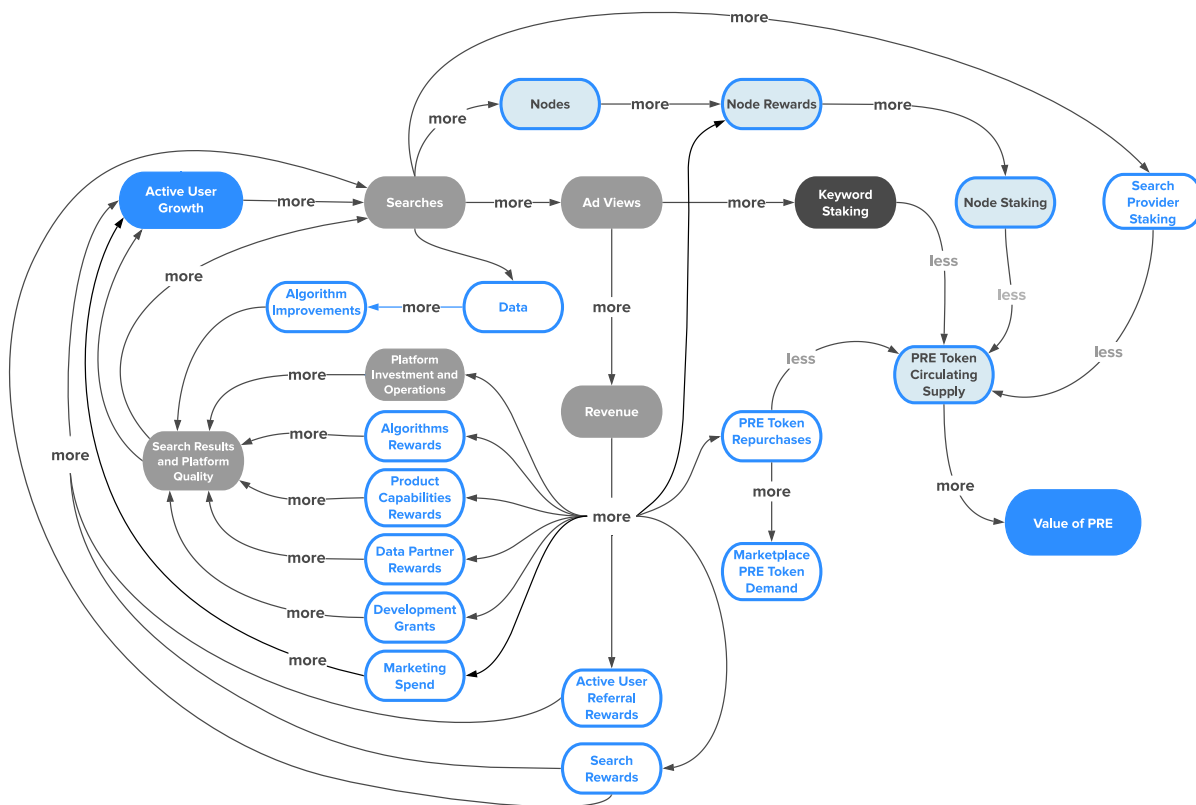 more
Nodes
more
Node Rewards
more
more
Active User
Growth
more
Searches
more
Ad Views
more
Keyword
Staking
Node Staking
Search
Provider
Staking
more
less
less
less
Algorithm
Improvements
more
Data
more
Platform
Investment and
Operations
more
Revenue
less
PRE Token
Circulating
Supply
Algorithms
Rewards
more
PRE Token
Repurchases
Search Results
and Platform
Quality
more
more
more
Product
Capabilities
Rewards
more
more
Value of PRE
Data Partner
Rewards
more
Marketplace
PRE Token
Demand
Development
Grants
more
Marketing
Spend
more
Active User
Referral
Rewards
Search
Rewards